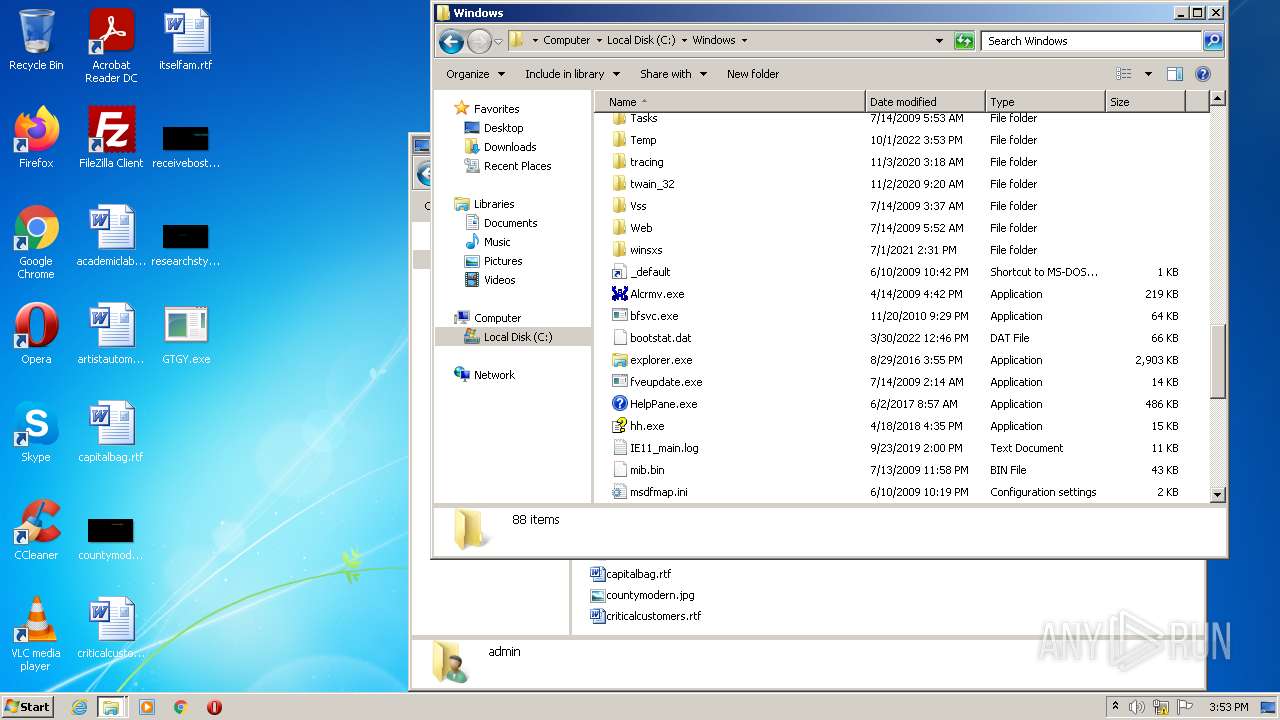 Recycle Bin
Acrobat Reader DC
itselfam.rtf
Firefox
FileZilla Client
receivebost...
Google Chrome
academiclab...
researchsty...
Opera
artistautom...
GTGY.exe
Skype
capitalbag.rtf
CCleaner
countymod...
VLC media player
criticalcusto...
Windows
Computer Local Disk (C:) Windows
Search Windows
Organize Include in library Share with New folder
Favorites
Desktop
Downloads
Recent Places
Libraries
Documents
Music
Pictures
Videos
Computer
Local Disk (C:)
Network
Name Date modified Type Size
Tasks 7/14/2009 5:53 AM File folder
Temp 10/1/2022 3:53 PM File folder
tracing 11/3/2020 3:18 AM File folder
twain_32 11/2/2020 9:20 AM File folder
Vss 7/14/2009 3:37 AM File folder
Web 7/14/2009 5:52 AM File folder
winsxs 7/1/2021 2:31 PM File folder
_default 6/10/2009 10:42 PM Shortcut to MS-DOS... 1 KB
Alcrmv.exe 4/14/2009 4:42 PM Application 219 KB
bfsvc.exe 11/20/2010 9:29 PM Application 64 KB
bootstat.dat 3/30/2022 12:46 PM DAT File 66 KB
explorer.exe 8/29/2016 3:55 PM Application 2,903 KB
fveupdate.exe 7/14/2009 2:14 AM Application 14 KB
HelpPane.exe 6/2/2017 8:57 AM Application 486 KB
hh.exe 4/18/2018 4:35 PM Application 15 KB
IE11_main.log 9/23/2019 2:00 PM Text Document 11 KB
mib.bin 7/13/2009 11:58 PM BIN File 43 KB
msdfmap.ini 6/10/2009 10:19 PM Configuration settings 2 KB
88 items
capitalbag.rtf
countymodern.jpg
criticalcustomers.rtf
admin
ANY RUN
Start
3:53 PM